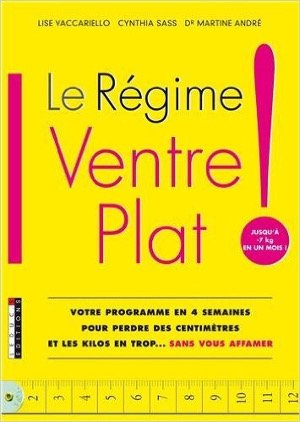 LISE VACCARIELLO CYNTHIA SASS DR MARTINE ANDRÉ
Le Régime
Ventre
Plat !
JUSQU'À
-7 kg
EN UN MOIS !
VOTRE PROGRAMME EN 4 SEMAINES
POUR PERDRE DES CENTIMÈTRES
ET LES KILOS EN TROP... SANS VOUS AFFAMER
LEDUC.S
EDITIONS
1 2 3 4 5 6 7 8 9 10 11 12